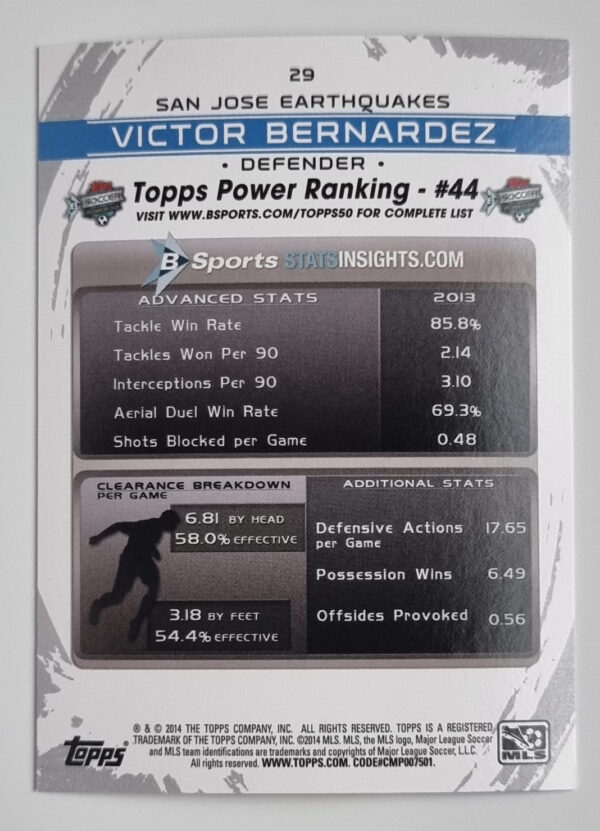 29
SAN JOSE EARTHQUAKES
VICTOR BERNARDEZ
• DEFENDER •
Topps Power Ranking - #44
VISIT WWW.BSPORTS.COM/TOPPS50 FOR COMPLETE LIST
SOCCER
SOCCER
B Sports STATSINSIGHTS.COM
ADVANCED STATS 2013
Tackle Win Rate 85.8%
Tackles Won Per 90 2.14
Interceptions Per 90 3.10
Aerial Duel Win Rate 69.3%
Shots Blocked per Game 0.48
CLEARANCE BREAKDOWN
PER GAME
6.81 BY HEAD
58.0% EFFECTIVE
3.18 BY FEET
54.4% EFFECTIVE
ADDITIONAL STATS
Defensive Actions 17.65
per Game
Possession Wins 6.49
Offsides Provoked 0.56
Topps
® & © 2014 THE TOPPS COMPANY, INC. ALL RIGHTS RESERVED. TOPPS IS A REGISTERED
TRADEMARK OF THE TOPPS COMPANY, INC. ©2014 MLS. MLS, the MLS logo, Major League Soccer
and MLS team identifications are trademarks and copyrights of Major League Soccer, L.L.C.
All rights reserved. WWW.TOPPS.COM. CODE#CMP007501.
MLS